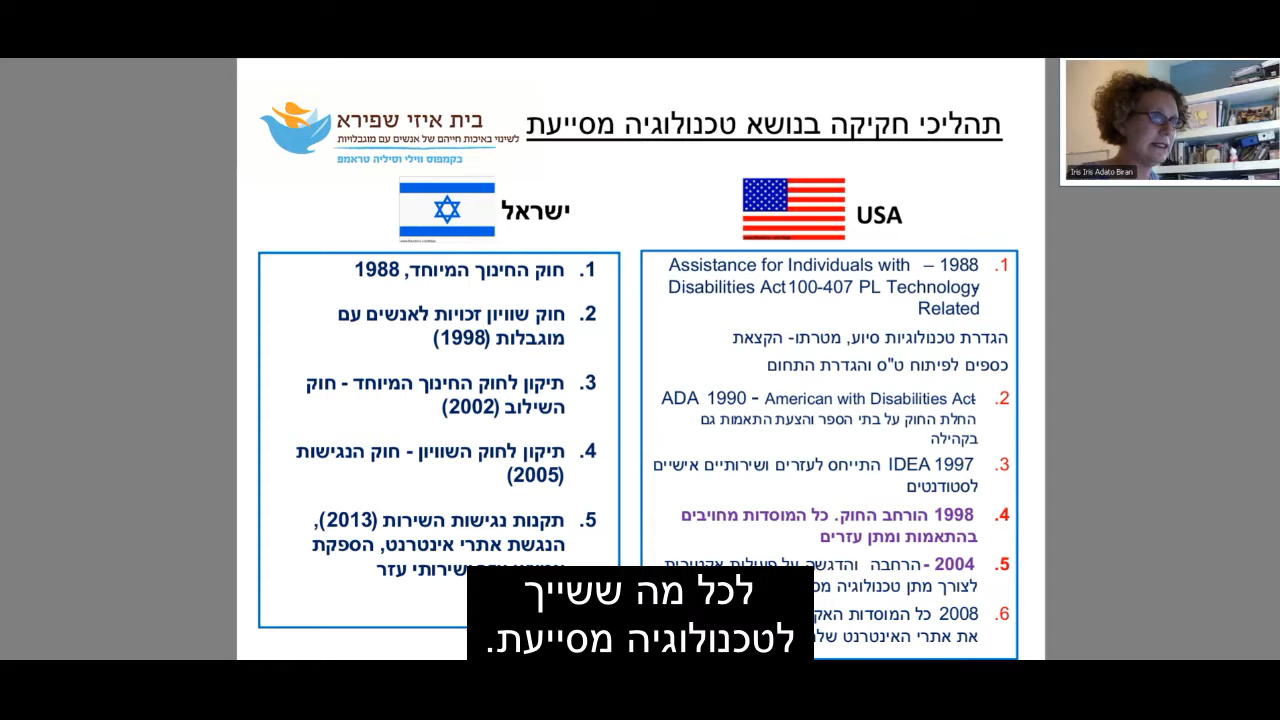 תהליכי חקיקה בנושא טכנולוגיה מסייעת
בית איזי שפירא
לשינוי באיכות חייהם של אנשים עם מוגבלויות
בקמפוס ווילי וסיליה טראמפ
Iris Iris Adato Biran
USA
1. Assistance for Individuals with – 1988
Disabilities Act 100-407 PL Technology
Related
הגדרת טכנולוגיות סיוע, מטרתו- הקצאת
כספים לפיתוח ט"ס והגדרת התחום
2. ADA 1990 - American with Disabilities Act
החלת החוק על בתי הספר והצעת התאמות גם
בקהילה
3. IDEA 1997 התייחס לעזרים ושירותיים אישיים
לסטודנטים
4. 1998 הורחב החוק. כל המוסדות מחויבים
בהתאמות ומתן עזרים
5. 2004 - הרחבה והדגשה על פעילות אקטיבית
לצורך מתן טכנולוגיה
6. 2008 כל המוסדות
את אתרי האינטרנט
ישראל
1. חוק החינוך המיוחד, 1988
2. חוק שוויון זכויות לאנשים עם
מוגבלות (1998)
3. תיקון לחוק החינוך המיוחד - חוק
השילוב (2002)
4. תיקון לחוק השוויון - חוק הנגישות
(2005)
5. תקנות נגישות השירות (2013),
הנגשת אתרי אינטרנט, הספקת
ושירותי עזר
לכל מה ששייך
לטכנולוגיה מסייעת.